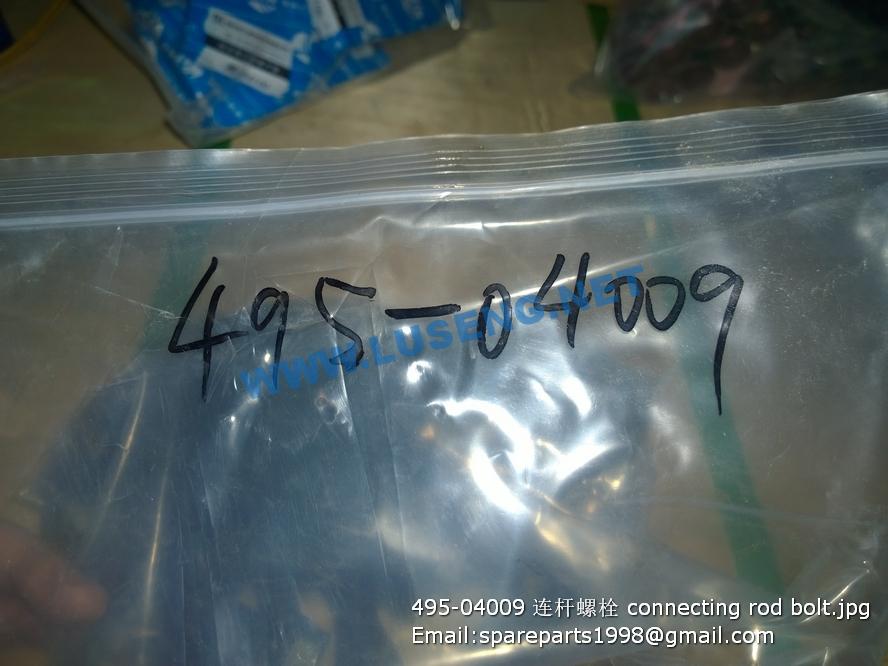 495-04009
WWW.LUSENG.NET
495-04009 连杆螺栓 connecting rod bolt.jpg
Email:spareparts1998@gmail.com